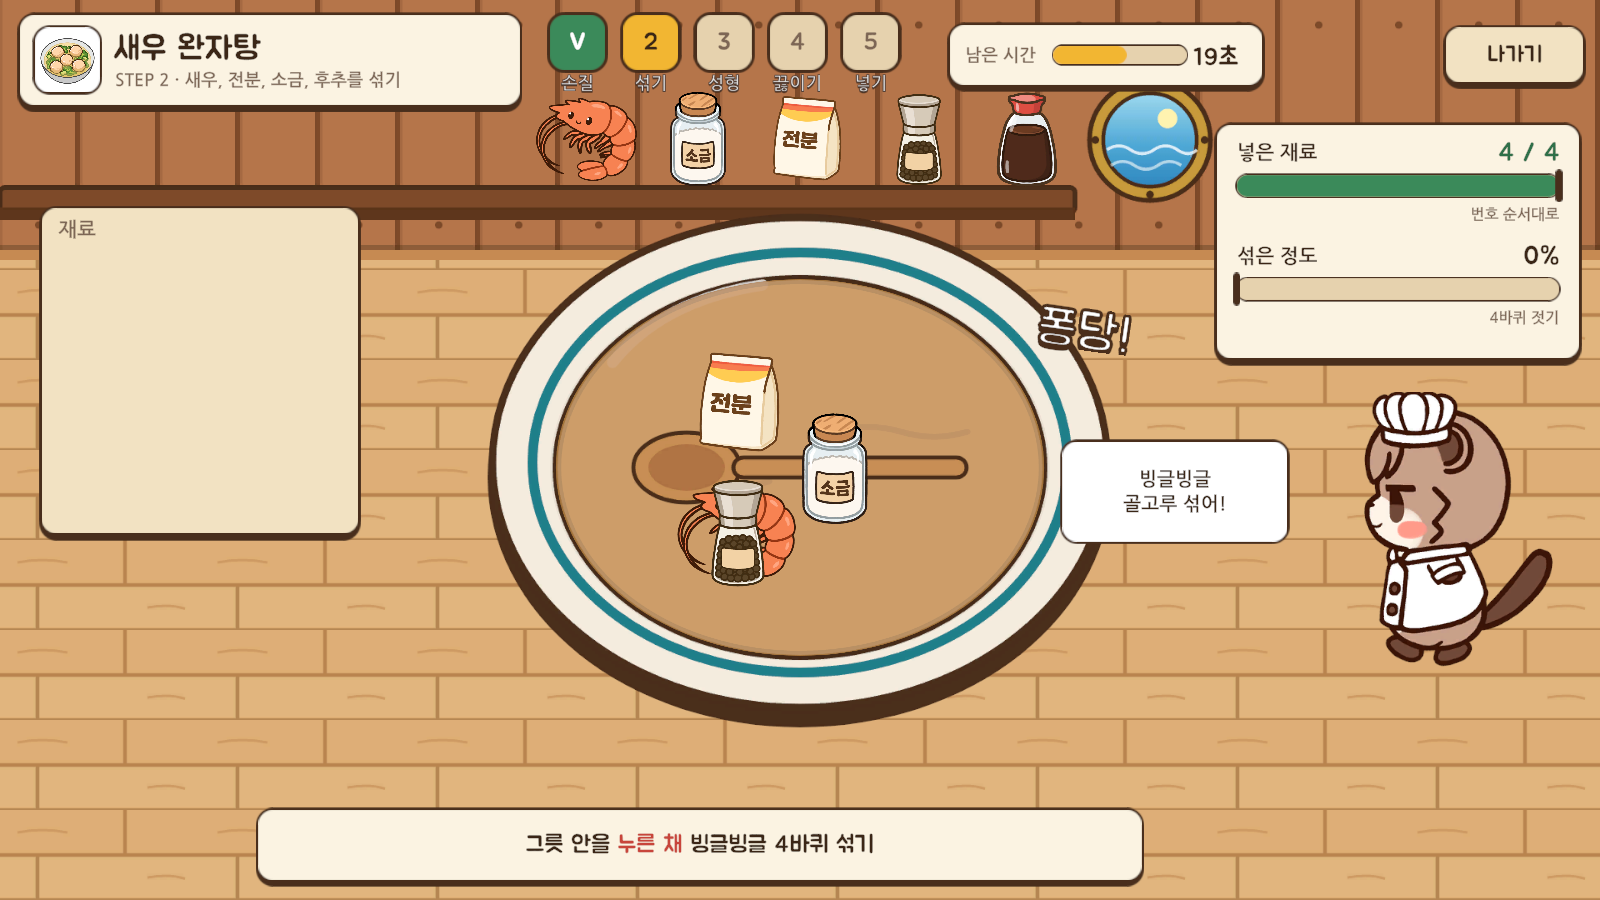 새우 완자탕
STEP 2 · 새우, 전분, 소금, 후추를 섞기
V
2
3
4
5
손질
섞기
성형
끓이기
넣기
남은 시간
19초
나가기
소금
전분
넣은 재료
4 / 4
번호 순서대로
섞은 정도
0%
4바퀴 젓기
재료
퐁당!
전분
소금
빙글빙글
골고루 섞어!
그릇 안을 누른 채 빙글빙글 4바퀴 섞기